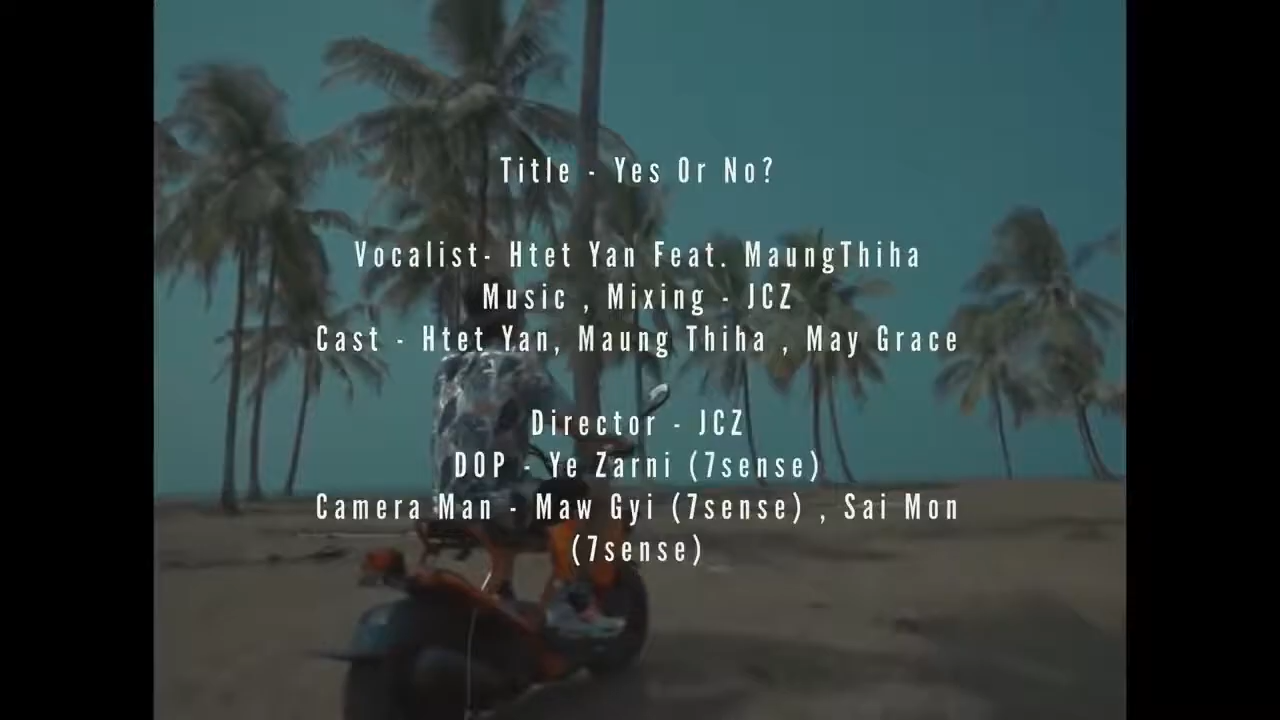 Title - Yes Or No?
Vocalist- Htet Yan Feat. MaungThiha
Music , Mixing - JCZ
Cast - Htet Yan, Maung Thiha , May Grace
Director - JCZ
DOP - Ye Zarni (7sense)
Camera Man - Maw Gyi (7sense) , Sai Mon
(7sense)